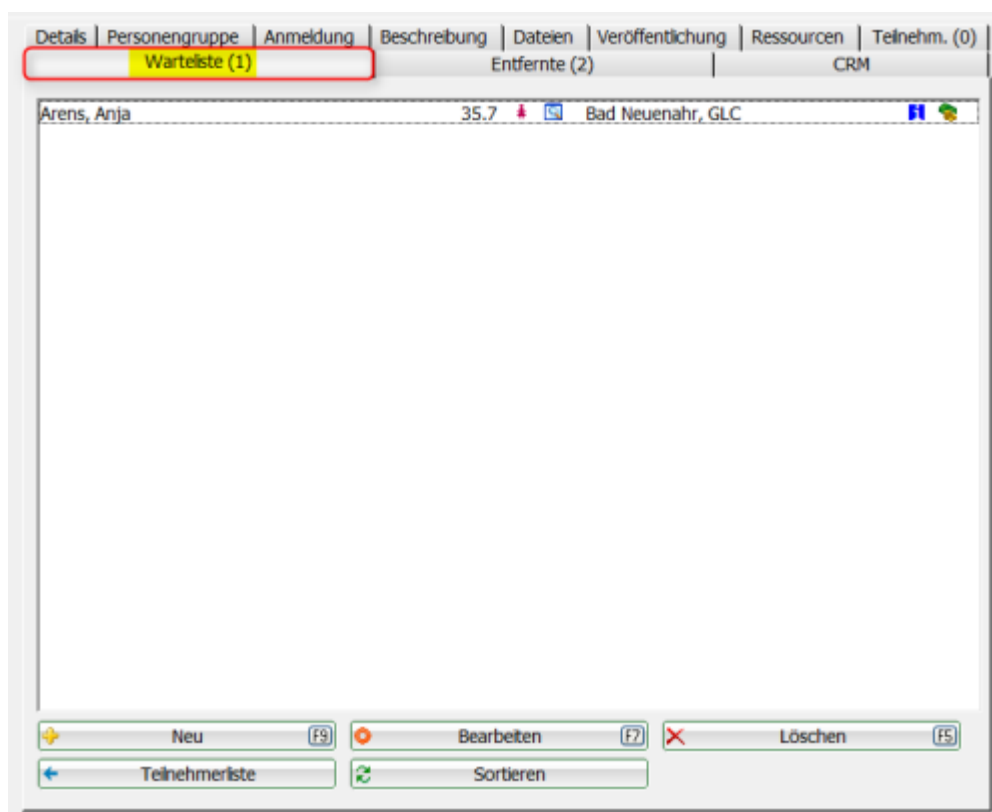 Details Personengruppe Anmeldung Beschreibung Dateien Veröffentlichung Ressourcen Teilnehm. (0)
Warteliste (1) Entfernte (2) CRM
Arens, Anja 35.7 Bad Neuenahr, GLC
Neu F9 Bearbeiten F7 Löschen F5
Teilnehmerliste Sortieren